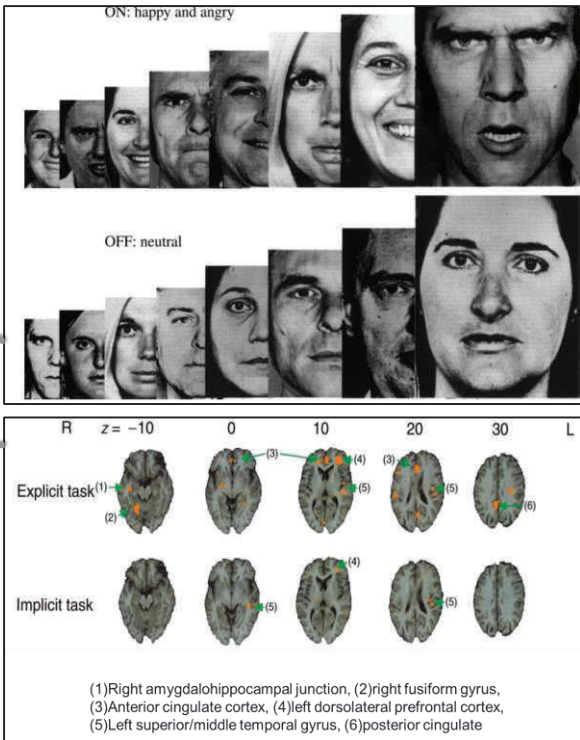 ON: happy and angry
OFF: neutral
R z = −10 0 10 20 30 L
(3) (4) (3)
Explicit task (1) (5) (5)
(2) (6)
(4)
Implicit task (5) (5)
(1)Right amygdalohippocampal junction, (2)right fusiform gyrus,
(3)Anterior cingulate cortex, (4)left dorsolateral prefrontal cortex,
(5)Left superior/middle temporal gyrus, (6)posterior cingulate